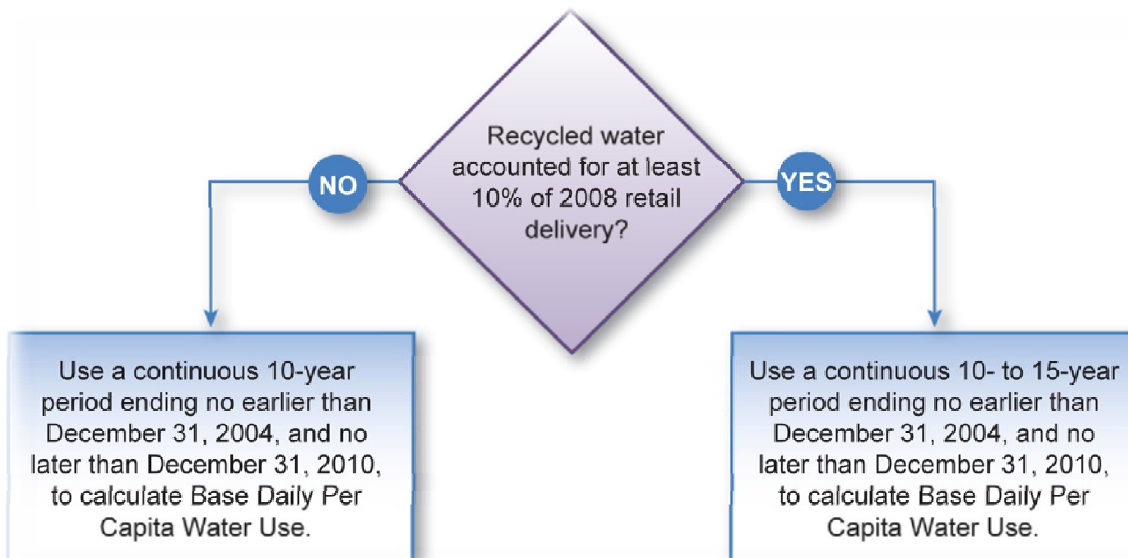 Recycled water
accounted for at least
10% of 2008 retail
delivery?
NO
YES
Use a continuous 10-year
period ending no earlier than
December 31, 2004, and no
later than December 31, 2010,
to calculate Base Daily Per
Capita Water Use.
Use a continuous 10- to 15-year
period ending no earlier than
December 31, 2004, and no
later than December 31, 2010,
to calculate Base Daily Per
Capita Water Use.